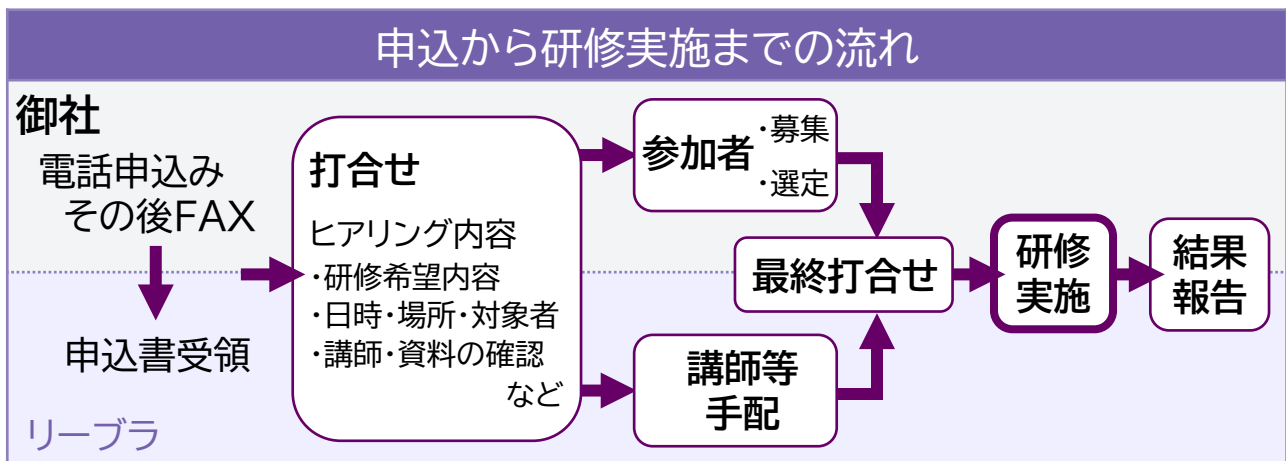 申込から研修実施までの流れ
御社
電話申込み
その後FAX
申込書受領
リーブラ
打合せ
ヒアリング内容
・研修希望内容
・日時・場所・対象者
・講師・資料の確認
など
参加者
・募集
・選定
講師等
手配
最終打合せ
研修
実施
結果
報告